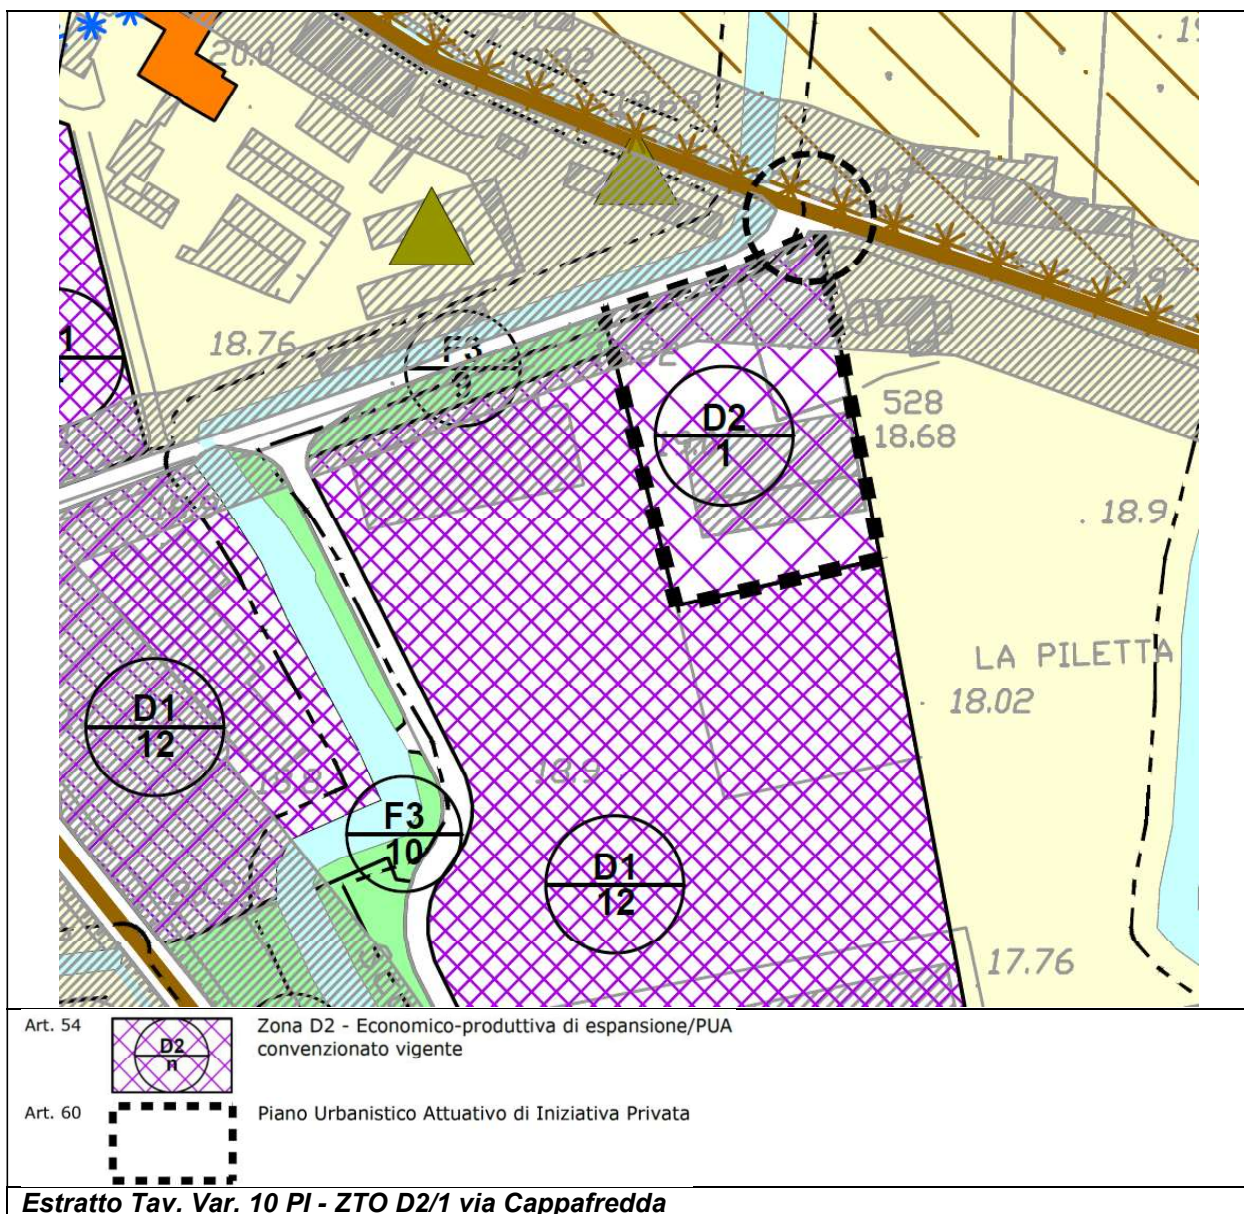 20.0
18.76
F3
9
1
D2
1
528
18.68
. 18.9
LA PILETTA
18.02
D1
12
18.9
F3
10
D1
12
17.76
Art. 54
D2
n
Zona D2 - Economico-produttiva di espansione/PUA
convenzionato vigente
Art. 60
Piano Urbanistico Attuativo di Iniziativa Privata
Estratto Tav. Var. 10 PI - ZTO D2/1 via Cappafredda